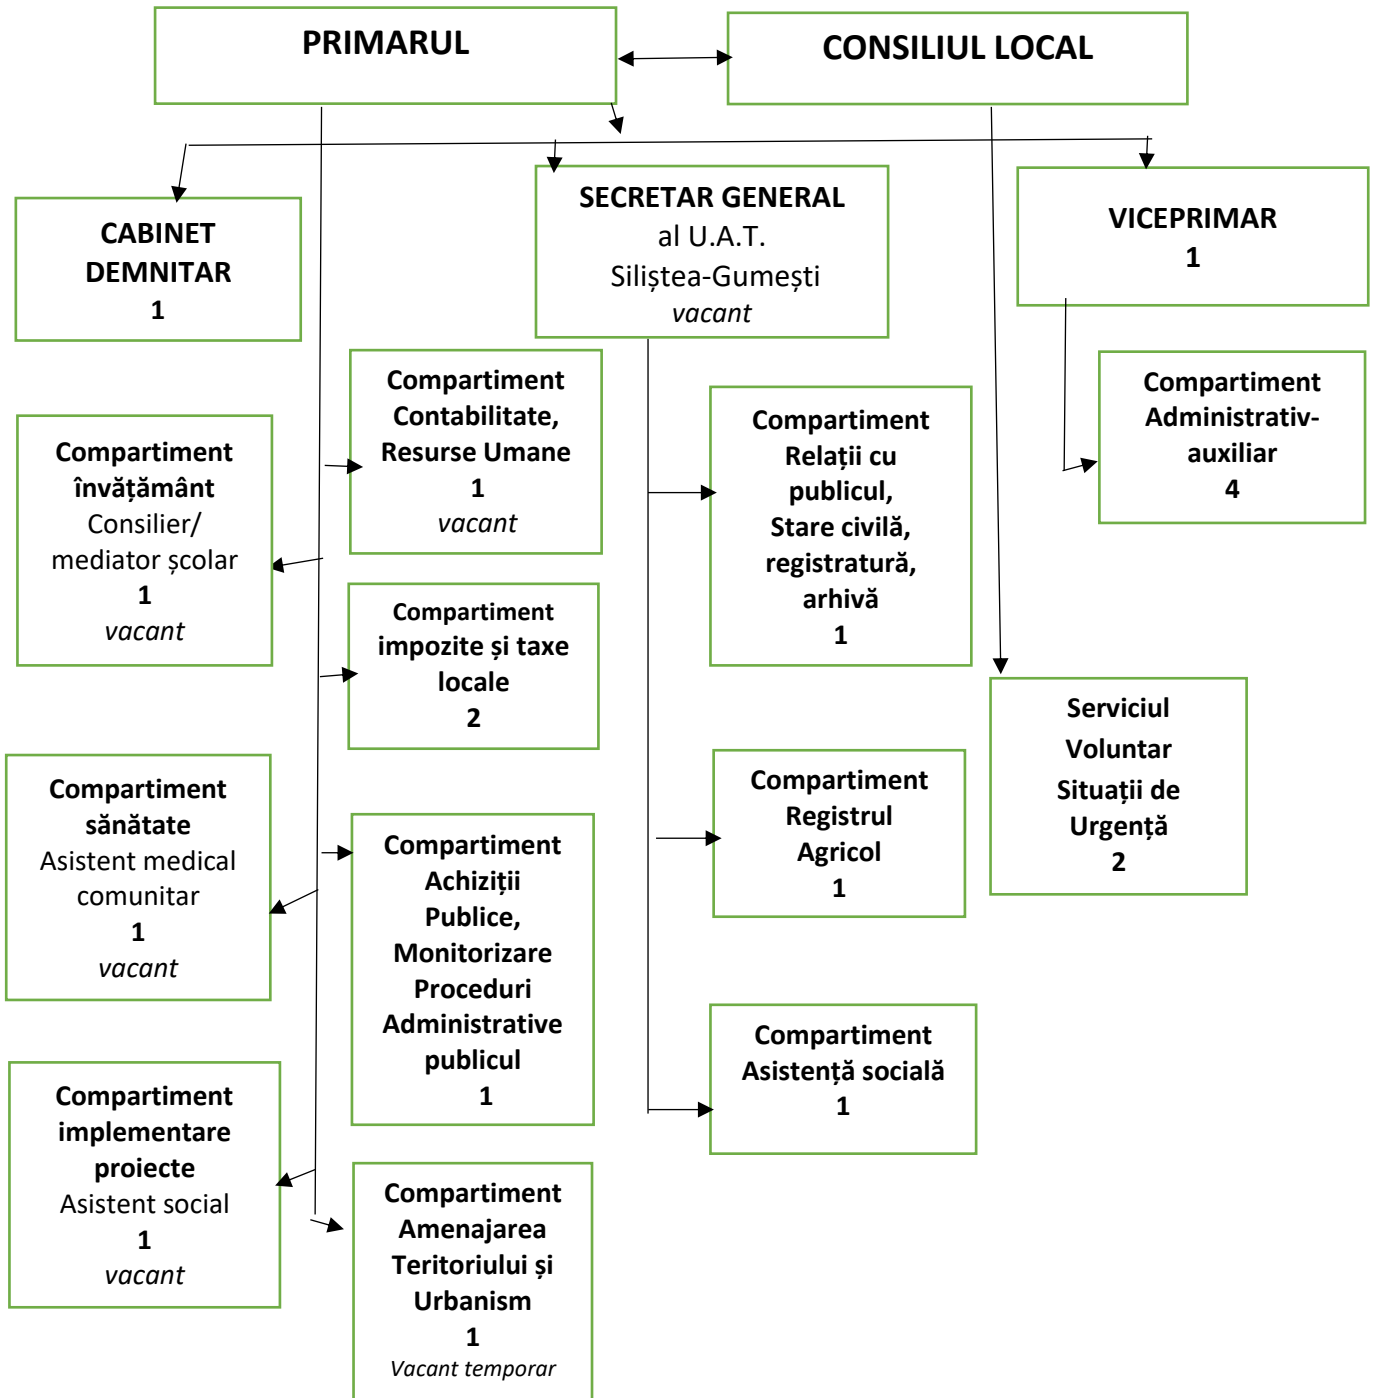 PRIMARUL
CONSILIUL LOCAL
CABINET
DEMNITAR
1
SECRETAR GENERAL
al U.A.T.
Siliștea-Gumești
vacant
VICEPRIMAR
1
Compartiment
învățământ
Consilier/
mediator școlar
1
vacant
Compartiment
Contabilitate,
Resurse Umane
1
vacant
Compartiment
Relații cu
publicul,
Stare civilă,
registratură,
arhivă
1
Compartiment
Administrativ-
auxiliar
4
Compartiment
impozite și taxe
locale
2
Serviciul
Voluntar
Situații de
Urgență
2
Compartiment
sănătate
Asistent medical
comunitar
1
vacant
Compartiment
Achiziții
Publice,
Monitorizare
Proceduri
Administrative
publicul
1
Compartiment
Registrul
Agricol
1
Compartiment
Asistență socială
1
Compartiment
implementare
proiecte
Asistent social
1
vacant
Compartiment
Amenajarea
Teritoriului și
Urbanism
1
Vacant temporar